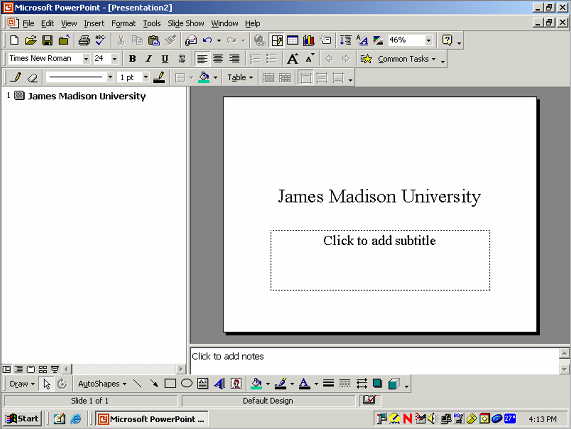 Microsoft PowerPoint - [Presentation2]
File Edit View Insert Format Tools Slide Show Window Help
46%
Times New Roman 24 B I U S
1 pt Table
Common Tasks
1 James Madison University
James Madison University
Click to add subtitle
Click to add notes
Draw AutoShapes
Slide 1 of 1 Default Design
Start Microsoft PowerPoint ... 27° 4:13 PM